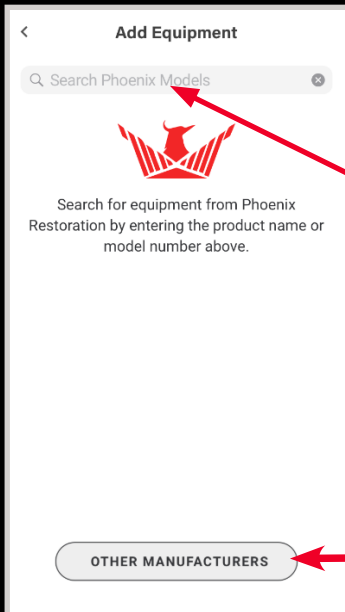 Add Equipment
Search Phoenix Models
Search for equipment from Phoenix
Restoration by entering the product name or
model number above.
OTHER MANUFACTURERS